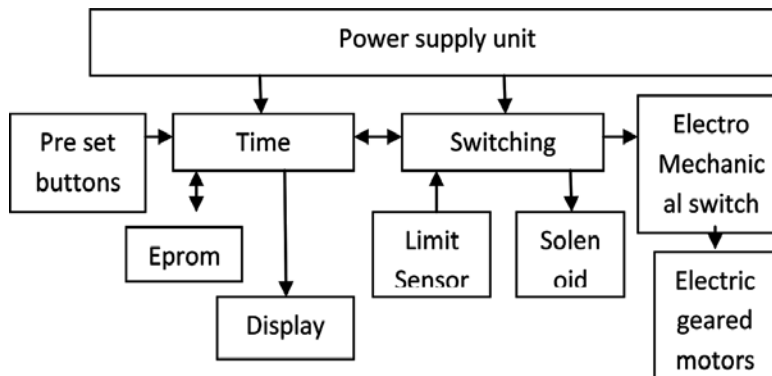 Power supply unit
Pre set
buttons
Time
Switching
Electro
Mechanic
al switch
Eprom
Limit
Sensor
Solen
oid
Display
Electric
geared
motors